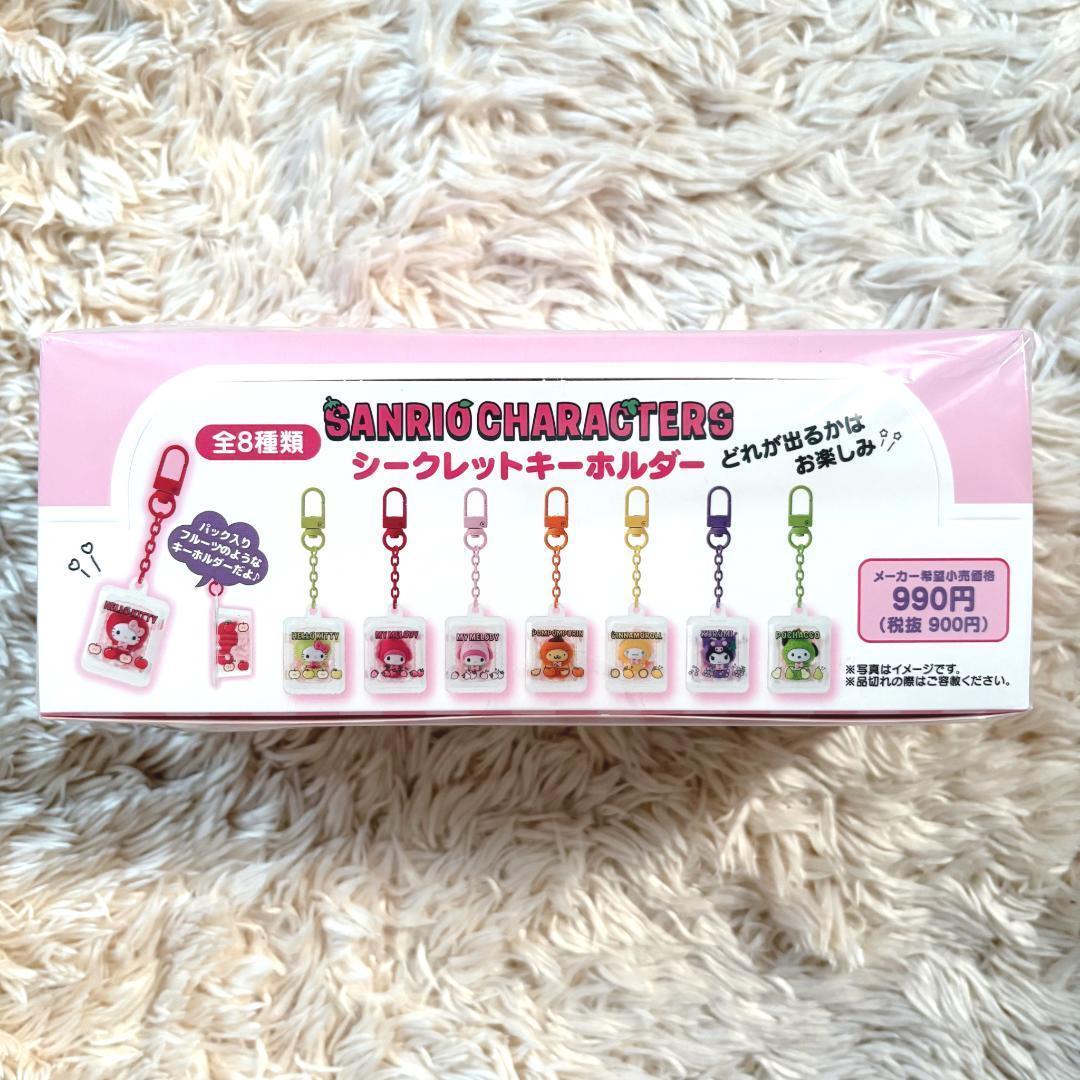 全8種類
SANRIO CHARACTERS
シークレットキーホルダー
どれが出るかは
お楽しみ
パック入り
フルーツのような
キーホルダーだよ♪
HELLO KITTY
HELLO KITTY
MY MELODY
MY MELODY
POMPOMPURIN
CINNAMOROLL
KUROMI
POCHACCO
メーカー希望小売価格
990円
(税抜 900円)
※写真はイメージです。
※品切れの際はご容赦ください。